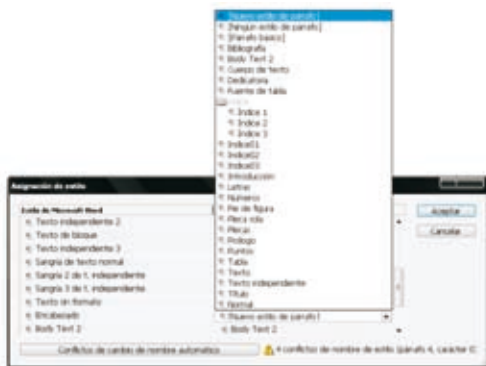 [Nuevo estilo de párrafo]
[Ningún estilo de párrafo]
[Párrafo básico]
Bibliografía
Body Text 2
Cuerpo de texto
Dedicatoria
Fuente de tabla
Índice 1
Índice 2
Índice 3
Indice01
Indice02
Indice03
Introducción
Letras
Números
Pie de figura
Pleca rola
Plecas
Prologo
Puntos
Tabla
Texto
Texto independiente
Título
Normal
Asignación de estilo
Estilo de Microsoft Word
Aceptar
Cancelar
Texto independiente 2
Texto de bloque
Texto independiente 3
Sangría de texto normal
Sangría 2 de t. independiente
Sangría 3 de t. independiente
Texto sin formato
Encabezado
[Nuevo estilo de párrafo]
Body Text 2
Body Text 2
Conflictos de cambio de nombre automático
4 conflictos de nombre de estilo (párrafo 4, carácter 0)